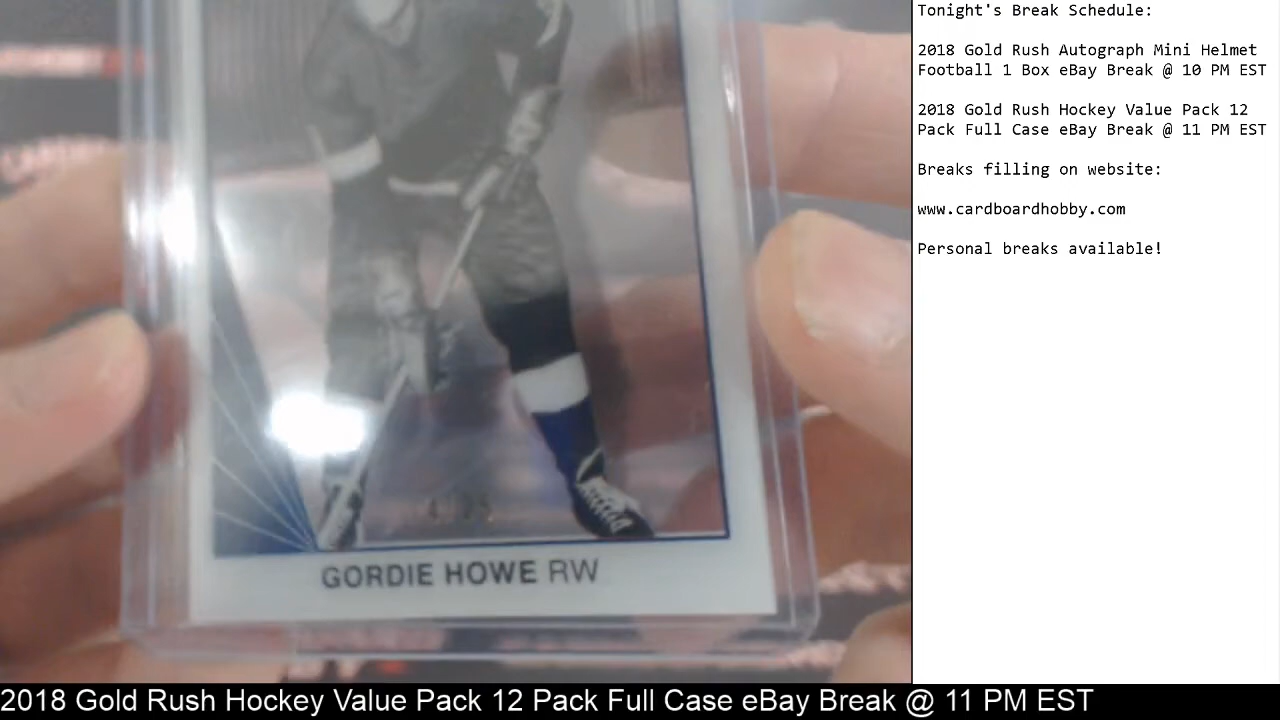 Tonight's Break Schedule:
2018 Gold Rush Autograph Mini Helmet
Football 1 Box eBay Break @ 10 PM EST
2018 Gold Rush Hockey Value Pack 12
Pack Full Case eBay Break @ 11 PM EST
Breaks filling on website:
www.cardboardhobby.com
Personal breaks available!
GORDIE HOWE RW
2018 Gold Rush Hockey Value Pack 12 Pack Full Case eBay Break @ 11 PM EST